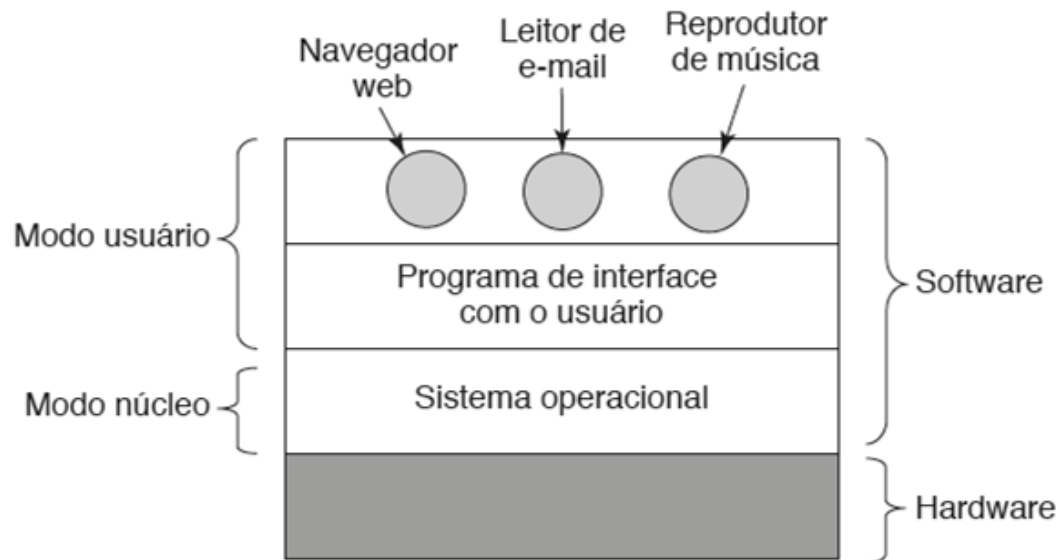 Navegador
web
Leitor de
e-mail
Reprodutor
de música
Modo usuário
Programa de interface
com o usuário
Software
Modo núcleo
Sistema operacional
Hardware